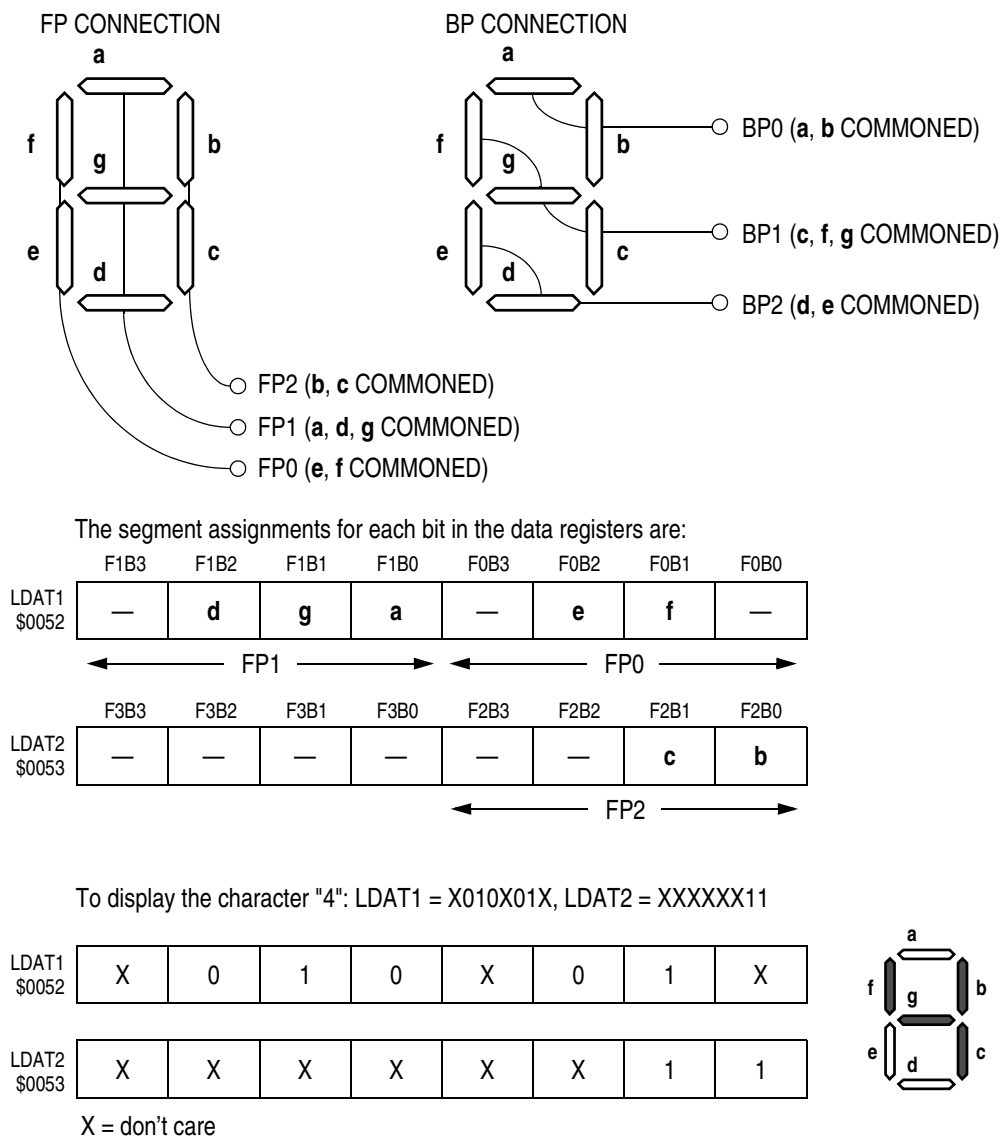 FP CONNECTION
a
f
b
g
e
c
d
FP2 (b, c COMMONED)
FP1 (a, d, g COMMONED)
FP0 (e, f COMMONED)
BP CONNECTION
a
f
b
g
e
c
d
BP0 (a, b COMMONED)
BP1 (c, f, g COMMONED)
BP2 (d, e COMMONED)
The segment assignments for each bit in the data registers are:
F1B3 F1B2 F1B1 F1B0 F0B3 F0B2 F0B1 F0B0
LDAT1
$0052
— d g a — e f —
FP1 FP0
F3B3 F3B2 F3B1 F3B0 F2B3 F2B2 F2B1 F2B0
LDAT2
$0053
— — — — — — c b
FP2
To display the character "4": LDAT1 = X010X01X, LDAT2 = XXXXXX11
LDAT1
$0052
X 0 1 0 X 0 1 X
LDAT2
$0053
X X X X X X 1 1
X = don't care
a
f
b
g
e
c
d